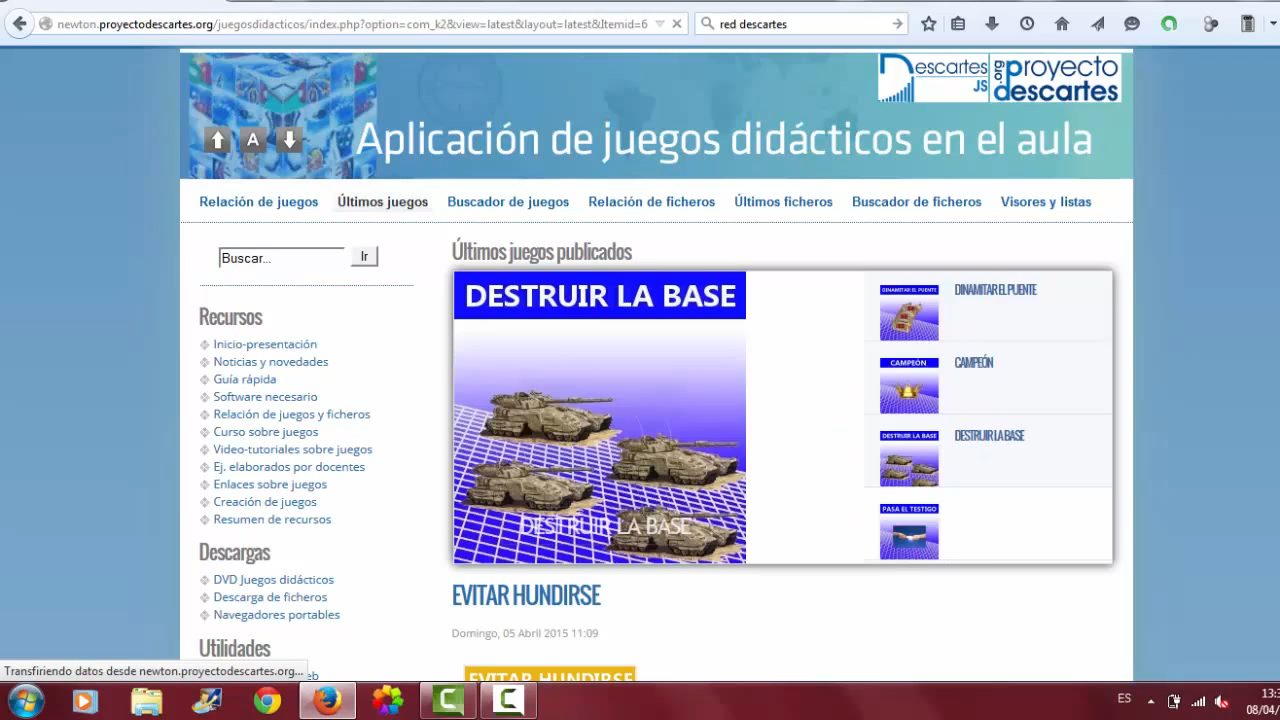 newton.proyectodescartes.org/juegosdidacticos/index.php?option=com_k2&view=latest&layout=latest&Itemid=6
red descartes
Descartes JS
.org proyecto descartes
A
Aplicación de juegos didácticos en el aula
Relación de juegos
Últimos juegos
Buscador de juegos
Relación de ficheros
Últimos ficheros
Buscador de ficheros
Visores y listas
Buscar...
Ir
Recursos
Inicio-presentación
Noticias y novedades
Guía rápida
Software necesario
Relación de juegos y ficheros
Curso sobre juegos
Video-tutoriales sobre juegos
Ej. elaborados por docentes
Enlaces sobre juegos
Creación de juegos
Resumen de recursos
Descargas
DVD Juegos didácticos
Descarga de ficheros
Navegadores portables
Utilidades
Últimos juegos publicados
DESTRUIR LA BASE
DESTRUIR LA BASE
DINAMITAR EL PUENTE
DINAMITAR EL PUENTE
CAMPEÓN
CAMPEÓN
DESTRUIR LA BASE
DESTRUIR LA BASE
PASA EL TESTIGO
EVITAR HUNDIRSE
Domingo, 05 Abril 2015 11:09
EVITAR HUNDIRSE
Transfiriendo datos desde newton.proyectodescartes.org...
ES
13:3
08/04/